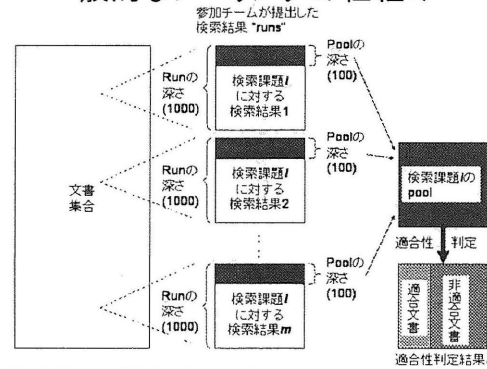 参加チームが提出した
検索結果 "runs"
Poolの
深さ
(100)
Runの
深さ
(1000)
検索課題i
に対する
検索結果1
Poolの
深さ
(100)
Runの
深さ
(1000)
検索課題i
に対する
検索結果2
文書
集合
検索課題iの
pool
適合性 判定
Poolの
深さ
(100)
Runの
深さ
(1000)
検索課題i
に対する
検索結果m
適合文書
非適合文書
適合性判定結果